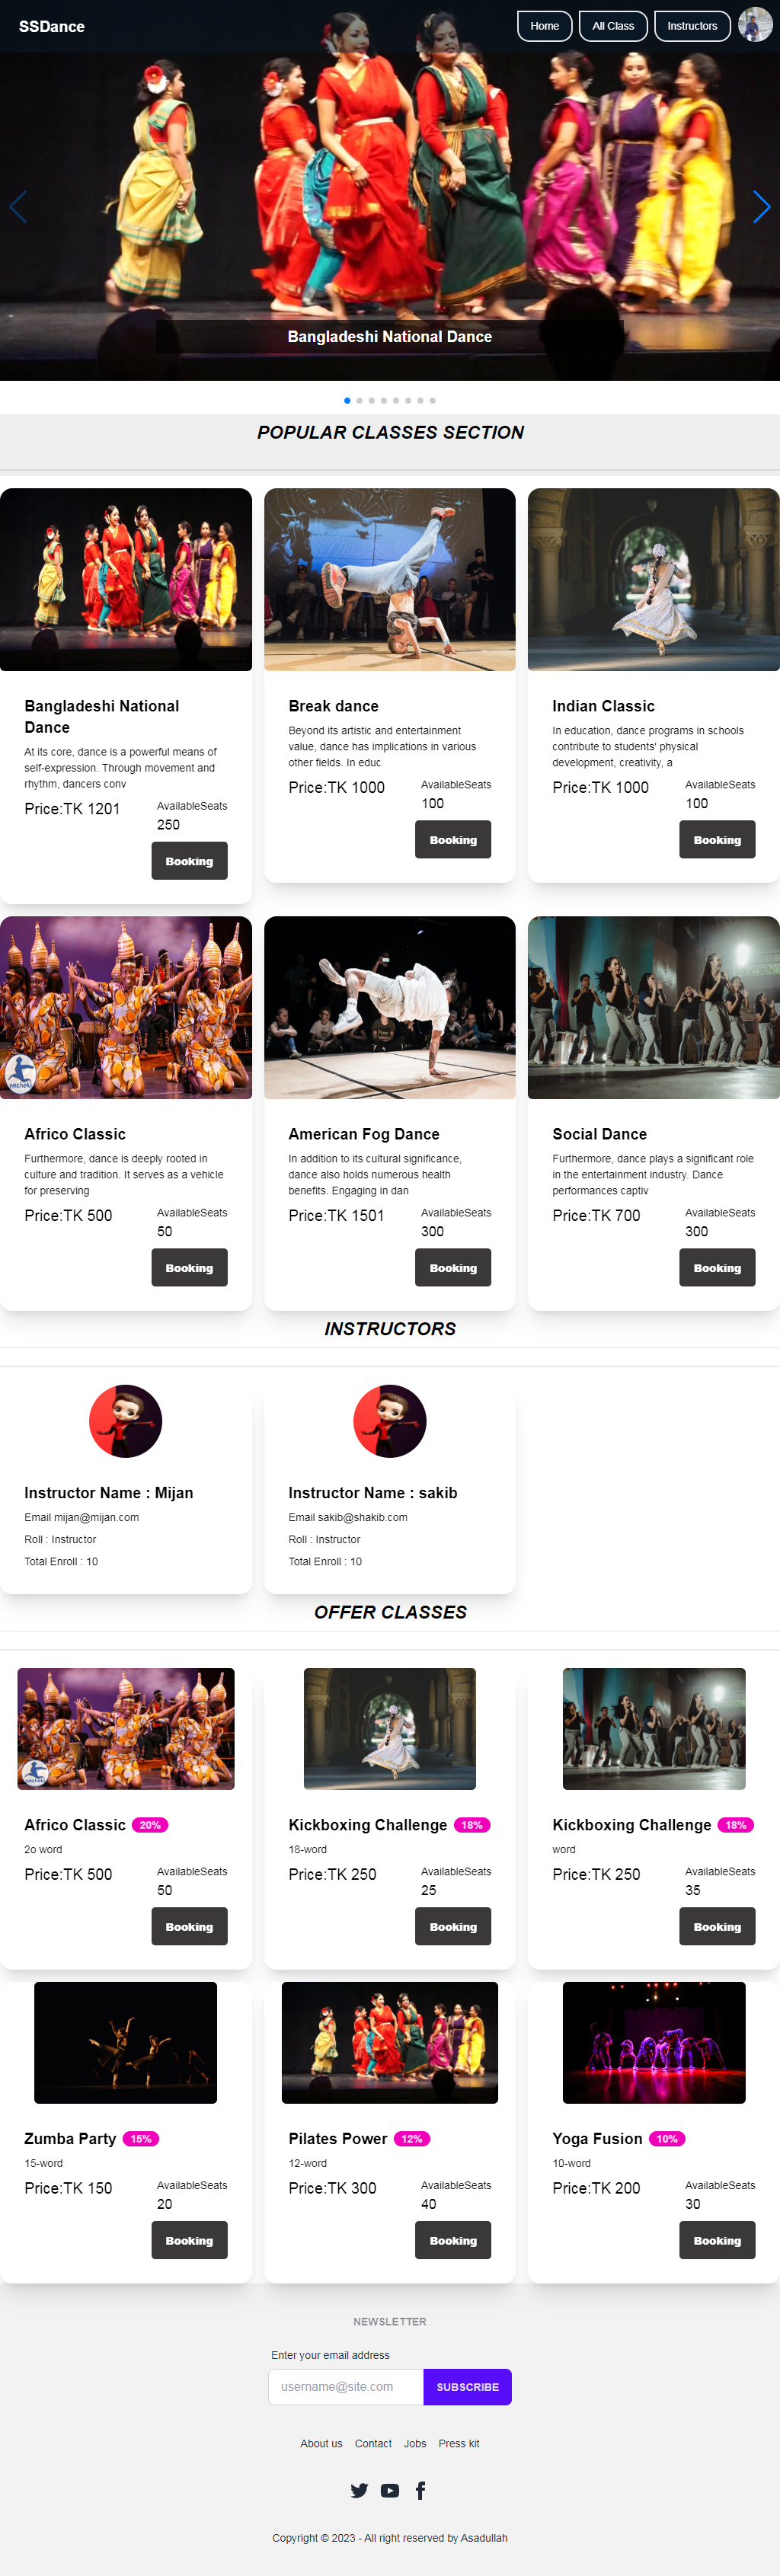 SSDance
Home
All Class
Instructors
Bangladeshi National Dance
POPULAR CLASSES SECTION
Bangladeshi National
Dance
At its core, dance is a powerful means of
self-expression. Through movement and
rhythm, dancers conv
Price:TK 1201
AvailableSeats
250
Booking
Break dance
Beyond its artistic and entertainment
value, dance has implications in various
other fields. In educ
Price:TK 1000
AvailableSeats
100
Booking
Indian Classic
In education, dance programs in schools
contribute to students' physical
development, creativity, a
Price:TK 1000
AvailableSeats
100
Booking
nocheki
Africo Classic
Furthermore, dance is deeply rooted in
culture and tradition. It serves as a vehicle
for preserving
Price:TK 500
AvailableSeats
50
Booking
American Fog Dance
In addition to its cultural significance,
dance also holds numerous health
benefits. Engaging in dan
Price:TK 1501
AvailableSeats
300
Booking
Social Dance
Furthermore, dance plays a significant role
in the entertainment industry. Dance
performances captiv
Price:TK 700
AvailableSeats
300
Booking
INSTRUCTORS
Instructor Name : Mijan
Email mijan@mijan.com
Roll : Instructor
Total Enroll : 10
Instructor Name : sakib
Email sakib@shakib.com
Roll : Instructor
Total Enroll : 10
OFFER CLASSES
nocheki
Africo Classic 20%
2o word
Price:TK 500
AvailableSeats
50
Booking
Kickboxing Challenge 18%
18-word
Price:TK 250
AvailableSeats
25
Booking
Kickboxing Challenge 18%
word
Price:TK 250
AvailableSeats
35
Booking
Zumba Party 15%
15-word
Price:TK 150
AvailableSeats
20
Booking
Pilates Power 12%
12-word
Price:TK 300
AvailableSeats
40
Booking
Yoga Fusion 10%
10-word
Price:TK 200
AvailableSeats
30
Booking
NEWSLETTER
Enter your email address
username@site.com
SUBSCRIBE
About us Contact Jobs Press kit
Copyright © 2023 - All right reserved by Asadullah